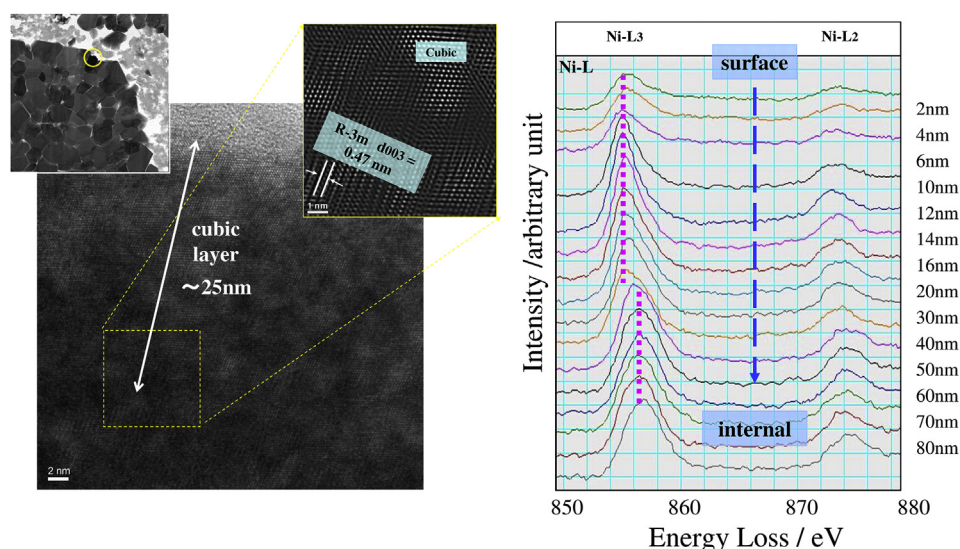 Cubic
R-3m d003 =
0.47 nm
1 nm
cubic
layer
～25nm
2 nm
Ni-L3
Ni-L2
Ni-L
surface
2nm
4nm
6nm
10nm
12nm
14nm
16nm
20nm
30nm
40nm
50nm
60nm
70nm
80nm
internal
Intensity /arbitrary unit
850
860
870
880
Energy Loss / eV